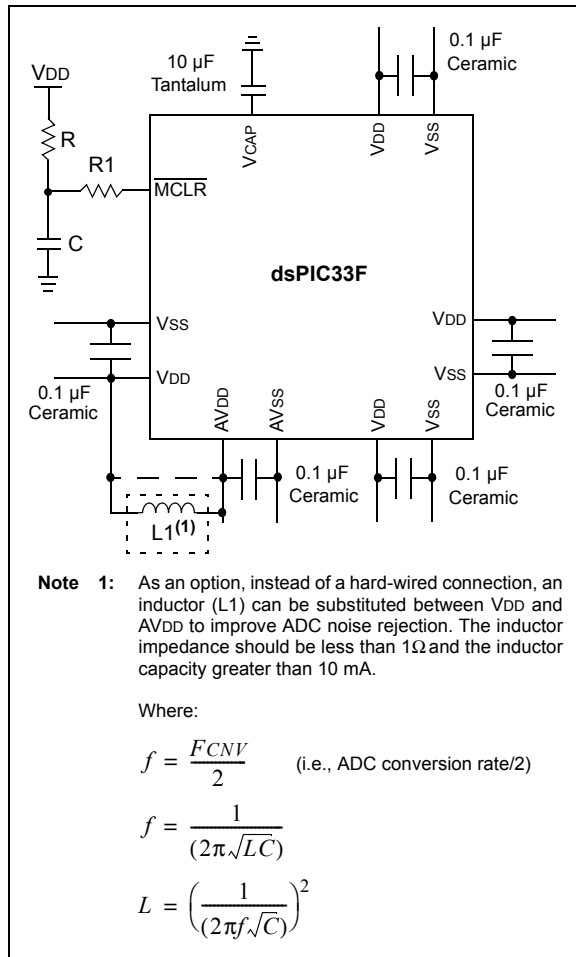 10 µF
Tantalum
0.1 µF
Ceramic
VDD
R
R1
C
VCAP
VDD
VSS
MCLR
dsPIC33F
VSS
VDD
VDD
VSS
0.1 µF
Ceramic
0.1 µF
Ceramic
AVDD
AVSS
VDD
VSS
0.1 µF
Ceramic
0.1 µF
Ceramic
L1(1)
Note 1: As an option, instead of a hard-wired connection, an
inductor (L1) can be substituted between VDD and
AVDD to improve ADC noise rejection. The inductor
impedance should be less than 1Ω and the inductor
capacity greater than 10 mA.
Where:
f = FCNV / 2 (i.e., ADC conversion rate/2)
f = 1 / (2π√LC)
L = (1 / (2πf√C))²